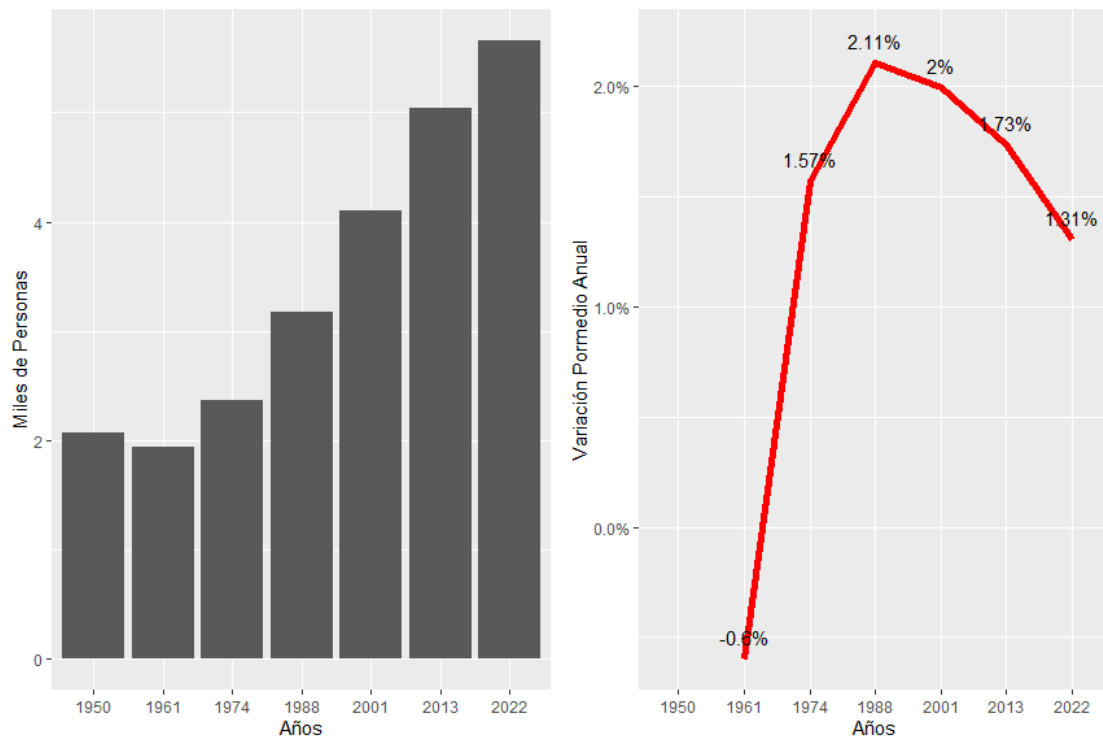 Miles de Personas
4
2
0
1950 1961 1974 1988 2001 2013 2022
Años
Variación Pormedio Anual
2.0%
1.0%
0.0%
-0.6%
1.57%
2.11%
2%
1.73%
1.31%
1950 1961 1974 1988 2001 2013 2022
Años